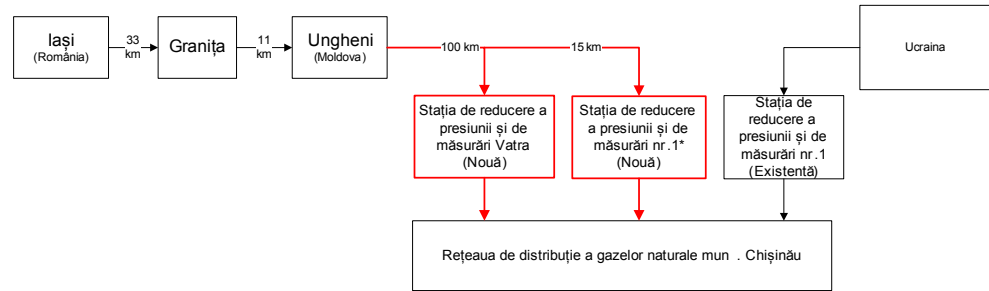 Iași
(România)
33
km
Granița
11
km
Ungheni
(Moldova)
100 km
15 km
Ucraina
Stația de reducere a
presiunii și de
măsurări Vatra
(Nouă)
Stația de reducere
a presiunii și de
măsurări nr.1*
(Nouă)
Stația de
reducere a
presiunii și de
măsurări nr.1
(Existentă)
Rețeaua de distribuție a gazelor naturale mun . Chișinău